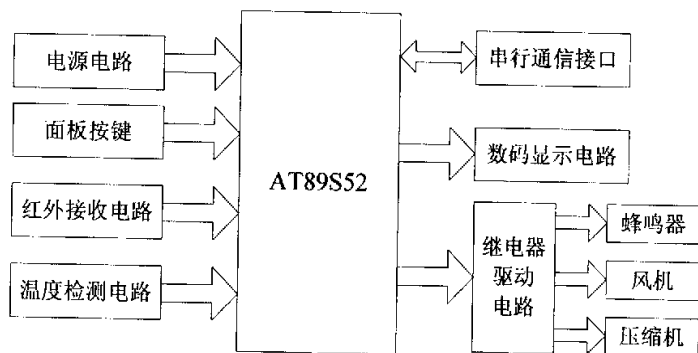 电源电路
面板按键
红外接收电路
温度检测电路
AT89S52
串行通信接口
数码显示电路
继电器
驱动
电路
蜂鸣器
风机
压缩机